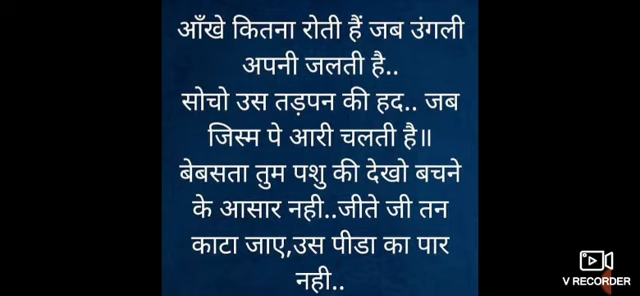 आँखे कितना रोती हैं जब उंगली
अपनी जलती है..
सोचो उस तड़पन की हद.. जब
जिस्म पे आरी चलती है॥
बेबसता तुम पशु की देखो बचने
के आसार नही..जीते जी तन
काटा जाए,उस पीडा का पार
नही..
V RECORDER